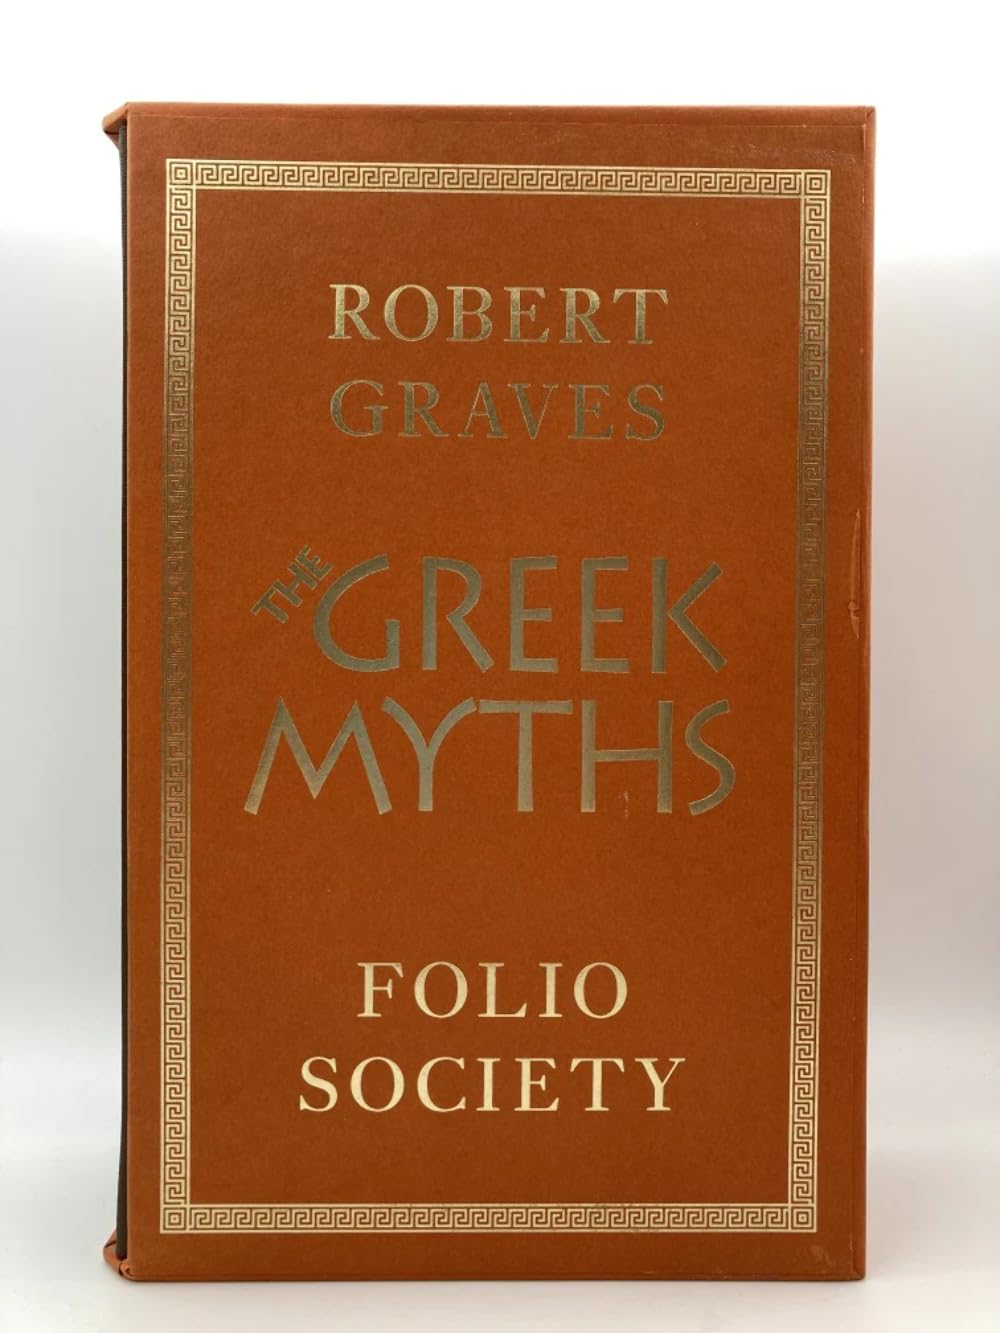 ROBERT
GRAVES
THE GREEK
MYTHS
FOLIO
SOCIETY